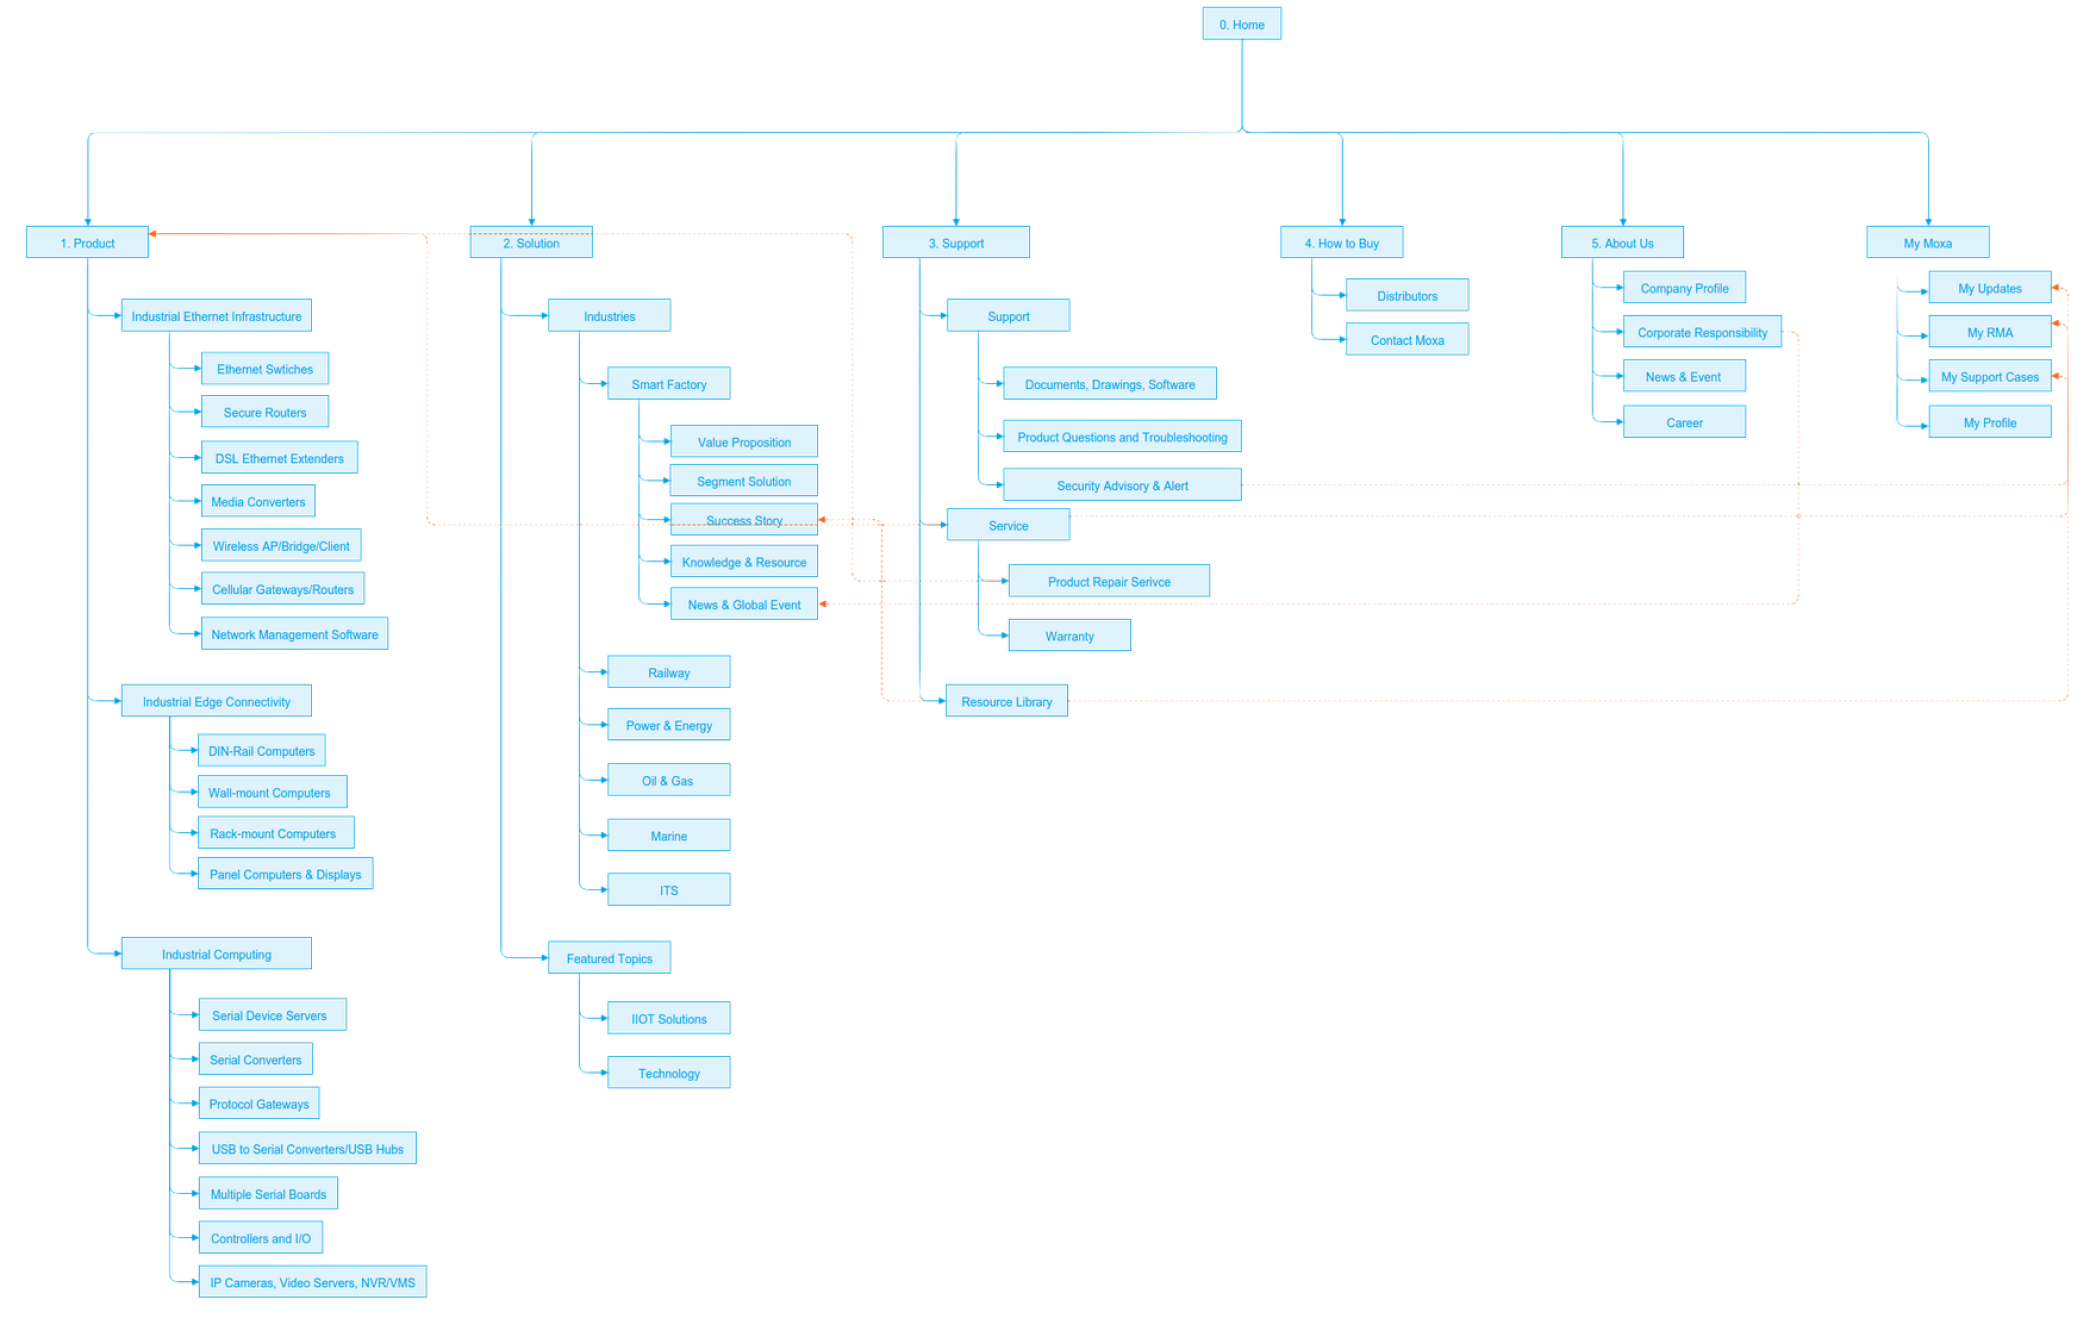 0. Home
1. Product
Industrial Ethernet Infrastructure
Ethernet Swtiches
Secure Routers
DSL Ethernet Extenders
Media Converters
Wireless AP/Bridge/Client
Cellular Gateways/Routers
Network Management Software
Industrial Edge Connectivity
DIN-Rail Computers
Wall-mount Computers
Rack-mount Computers
Panel Computers & Displays
Industrial Computing
Serial Device Servers
Serial Converters
Protocol Gateways
USB to Serial Converters/USB Hubs
Multiple Serial Boards
Controllers and I/O
IP Cameras, Video Servers, NVR/VMS
2. Solution
Industries
Smart Factory
Value Proposition
Segment Solution
Success Story
Knowledge & Resource
News & Global Event
Railway
Power & Energy
Oil & Gas
Marine
ITS
Featured Topics
IIOT Solutions
Technology
3. Support
Support
Documents, Drawings, Software
Product Questions and Troubleshooting
Security Advisory & Alert
Service
Product Repair Serivce
Warranty
Resource Library
4. How to Buy
Distributors
Contact Moxa
5. About Us
Company Profile
Corporate Responsibility
News & Event
Career
My Moxa
My Updates
My RMA
My Support Cases
My Profile